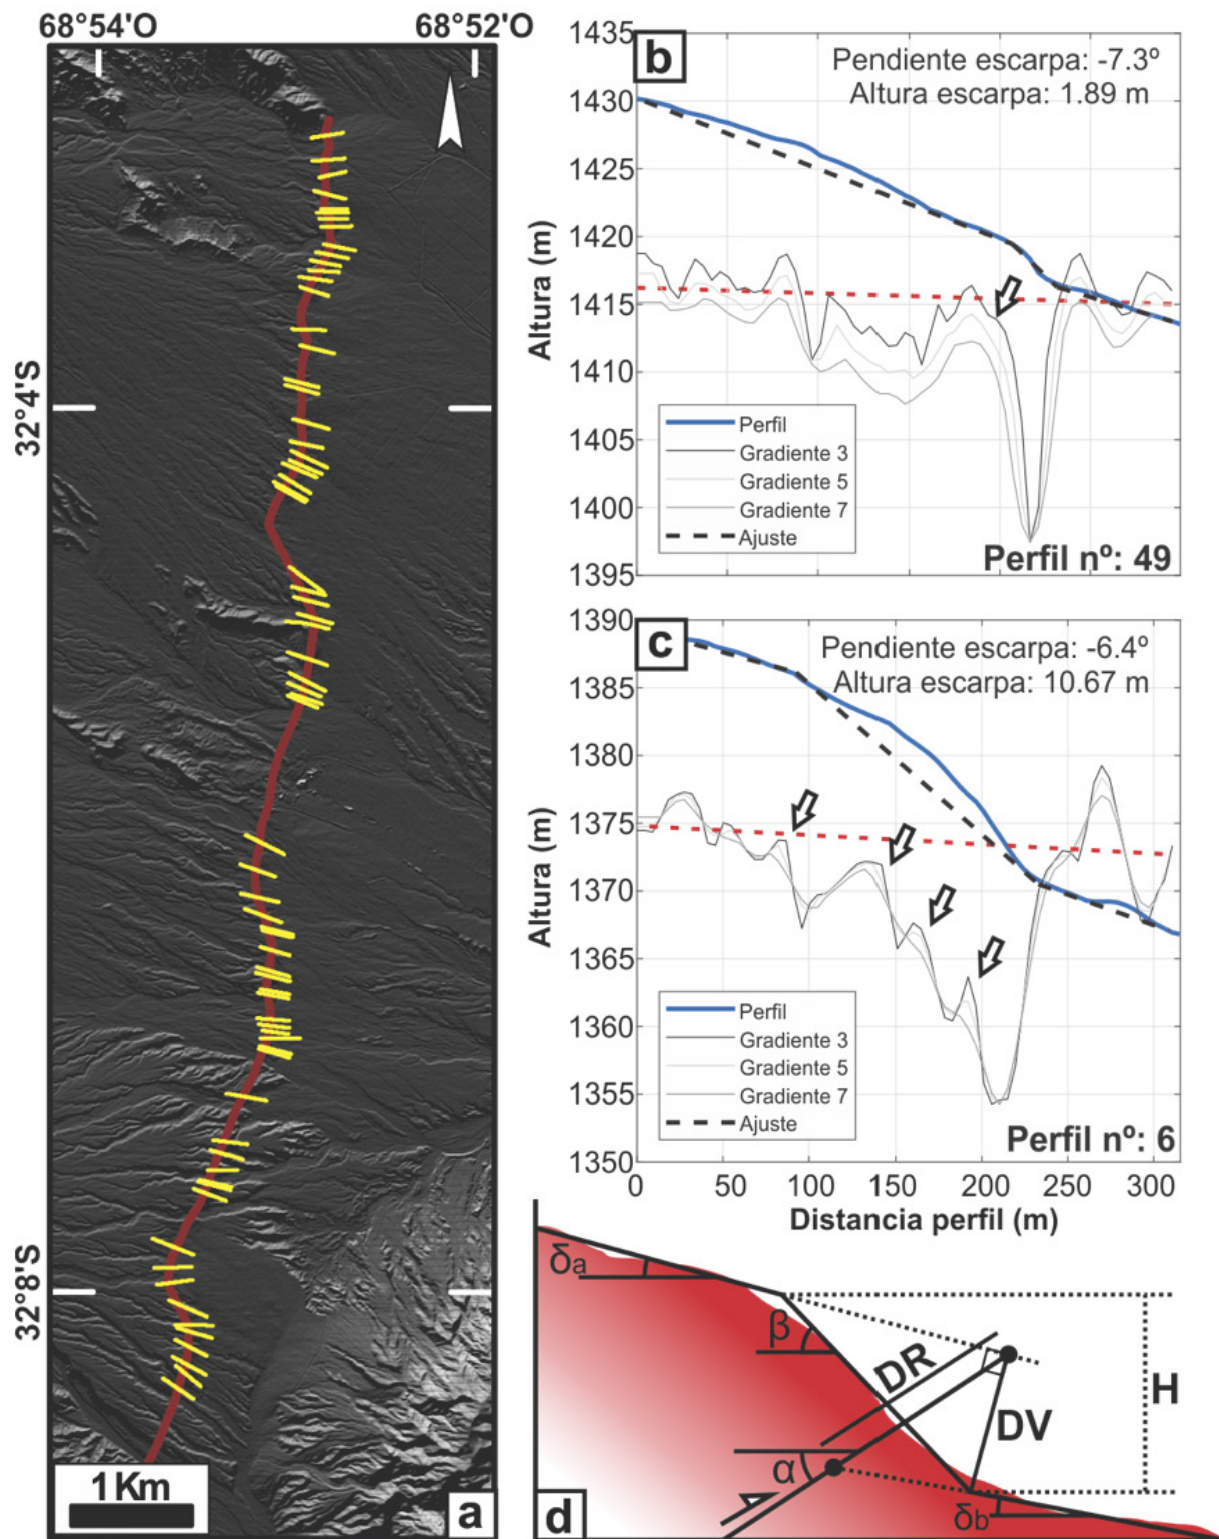 68°54'O
68°52'O
32°4'S
32°8'S
1 Km
a
b
Pendiente escarpa: -7.3º
Altura escarpa: 1.89 m
1435
1430
1425
1420
1415
1410
1405
1400
1395
Altura (m)
Perfil
Gradiente 3
Gradiente 5
Gradiente 7
Ajuste
Perfil nº: 49
c
Pendiente escarpa: -6.4º
Altura escarpa: 10.67 m
1390
1385
1380
1375
1370
1365
1360
1355
1350
Altura (m)
Perfil
Gradiente 3
Gradiente 5
Gradiente 7
Ajuste
Perfil nº: 6
0 50 100 150 200 250 300
Distancia perfil (m)
δa
β
DR
H
DV
α
δb
d